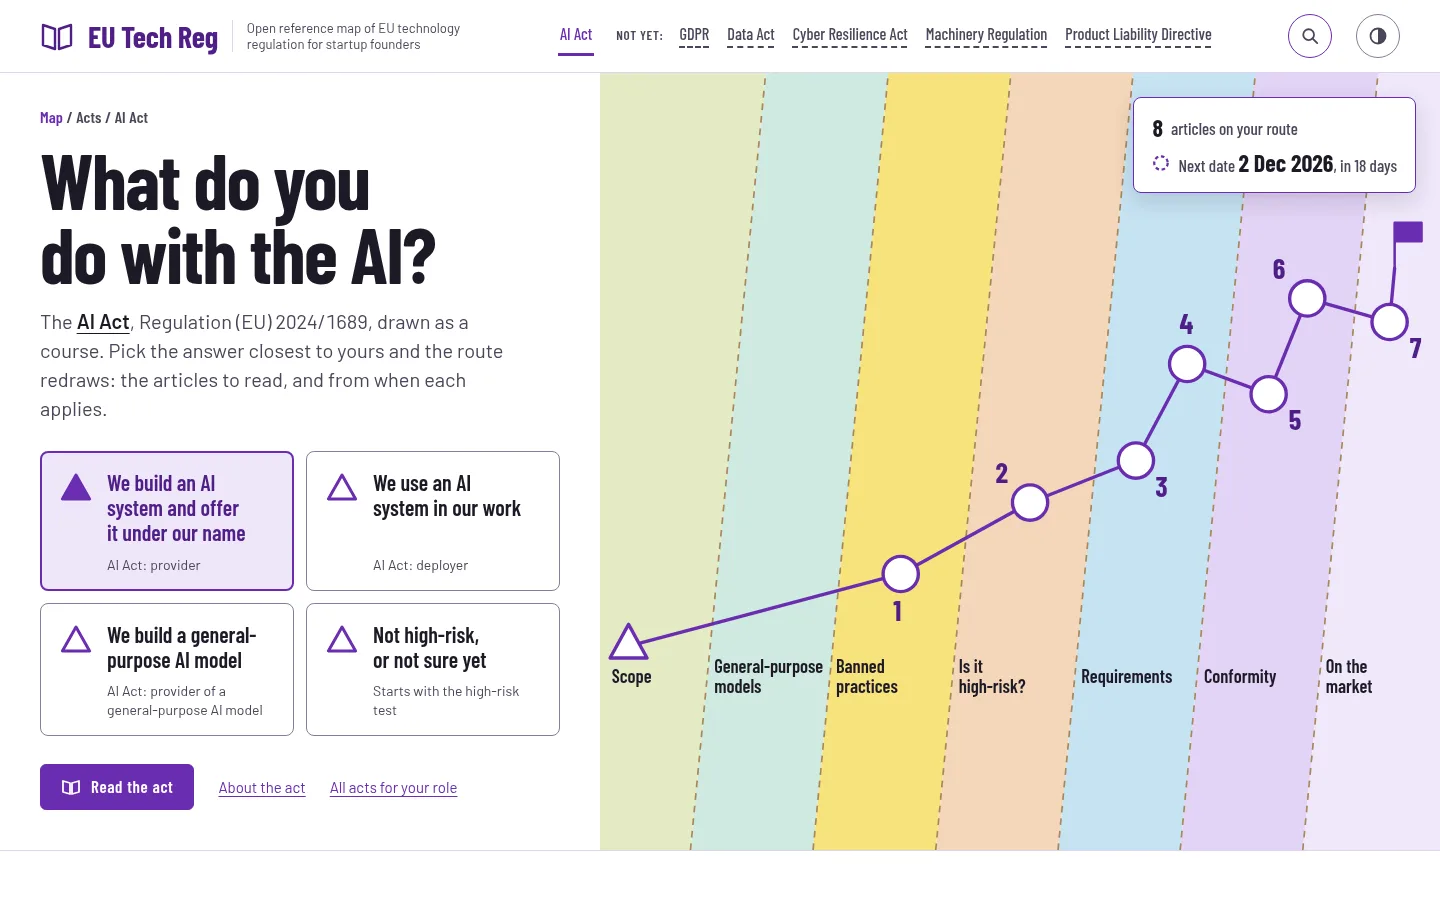 EU Tech Reg
Open reference map of EU technology
regulation for startup founders
AI Act
NOT YET:
GDPR
Data Act
Cyber Resilience Act
Machinery Regulation
Product Liability Directive
Map / Acts / AI Act
What do you
do with the AI?
The AI Act, Regulation (EU) 2024/1689, drawn as a
course. Pick the answer closest to yours and the route
redraws: the articles to read, and from when each
applies.
We build an AI
system and offer
it under our name
AI Act: provider
We use an AI
system in our work
AI Act: deployer
We build a general-
purpose AI model
AI Act: provider of a
general-purpose AI model
Not high-risk,
or not sure yet
Starts with the high-risk
test
Read the act
About the act
All acts for your role
8 articles on your route
Next date 2 Dec 2026, in 18 days
6
4
7
5
2
3
1
Scope
General-purpose
models
Banned
practices
Is it
high-risk?
Requirements
Conformity
On the
market